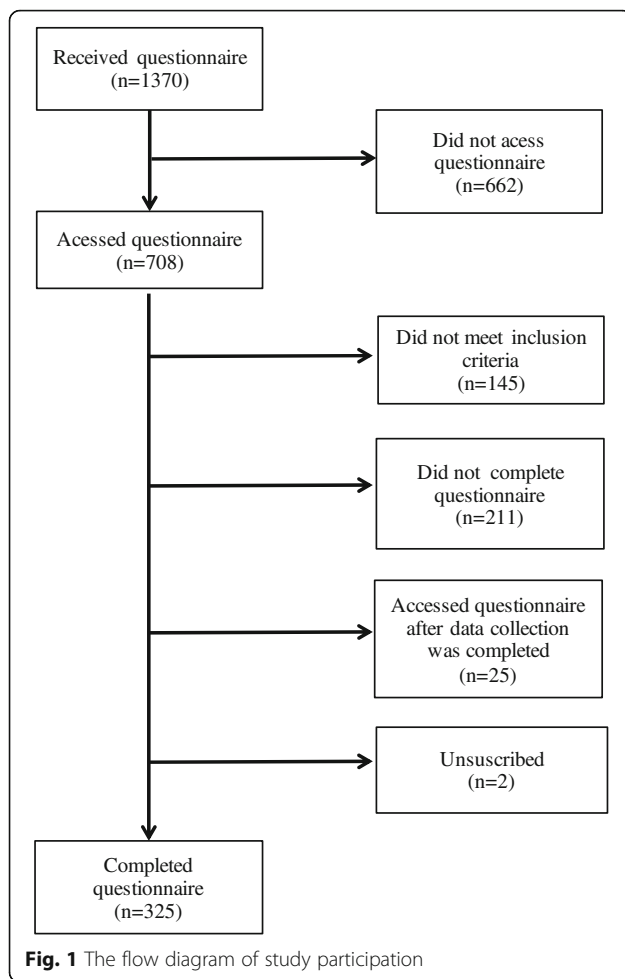 Received questionnaire
(n=1370)
Did not acess
questionnaire
(n=662)
Acessed questionnaire
(n=708)
Did not meet inclusion
criteria
(n=145)
Did not complete
questionnaire
(n=211)
Accessed questionnaire
after data collection
was completed
(n=25)
Unsuscribed
(n=2)
Completed
questionnaire
(n=325)
Fig. 1 The flow diagram of study participation